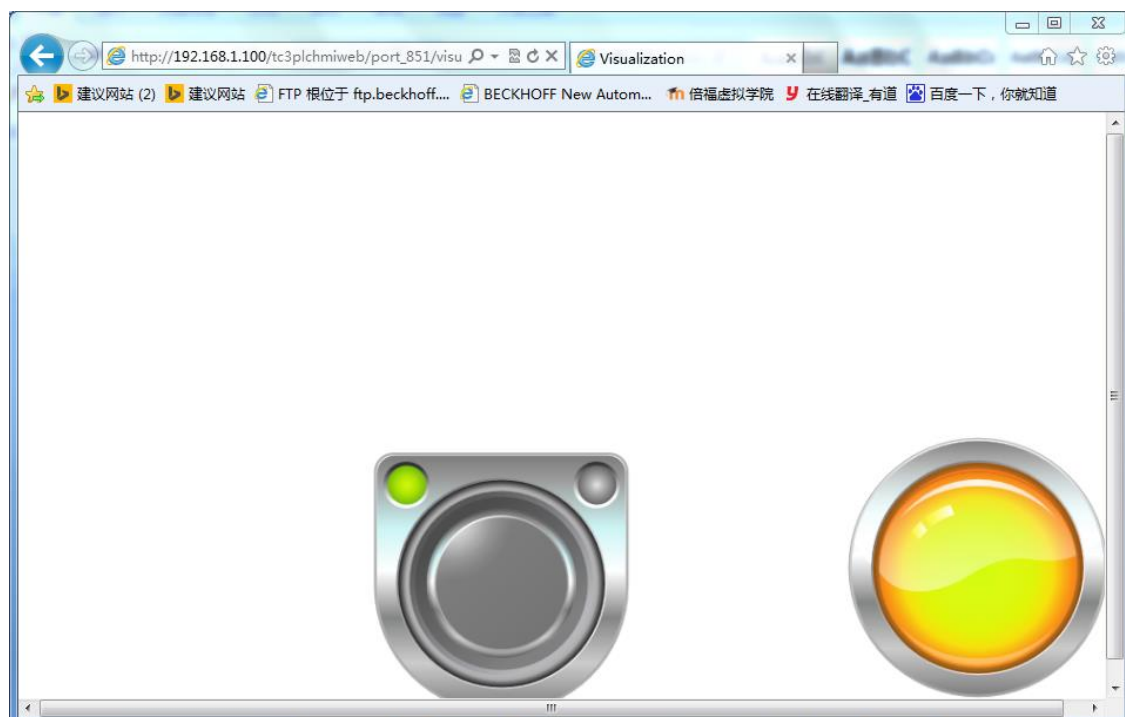 http://192.168.1.100/tc3plchmiweb/port_851/visu
Visualization
建议网站 (2) 建议网站 FTP 根位于 ftp.beckhoff.... BECKHOFF New Autom... 倍福虚拟学院 在线翻译_有道 百度一下，你就知道